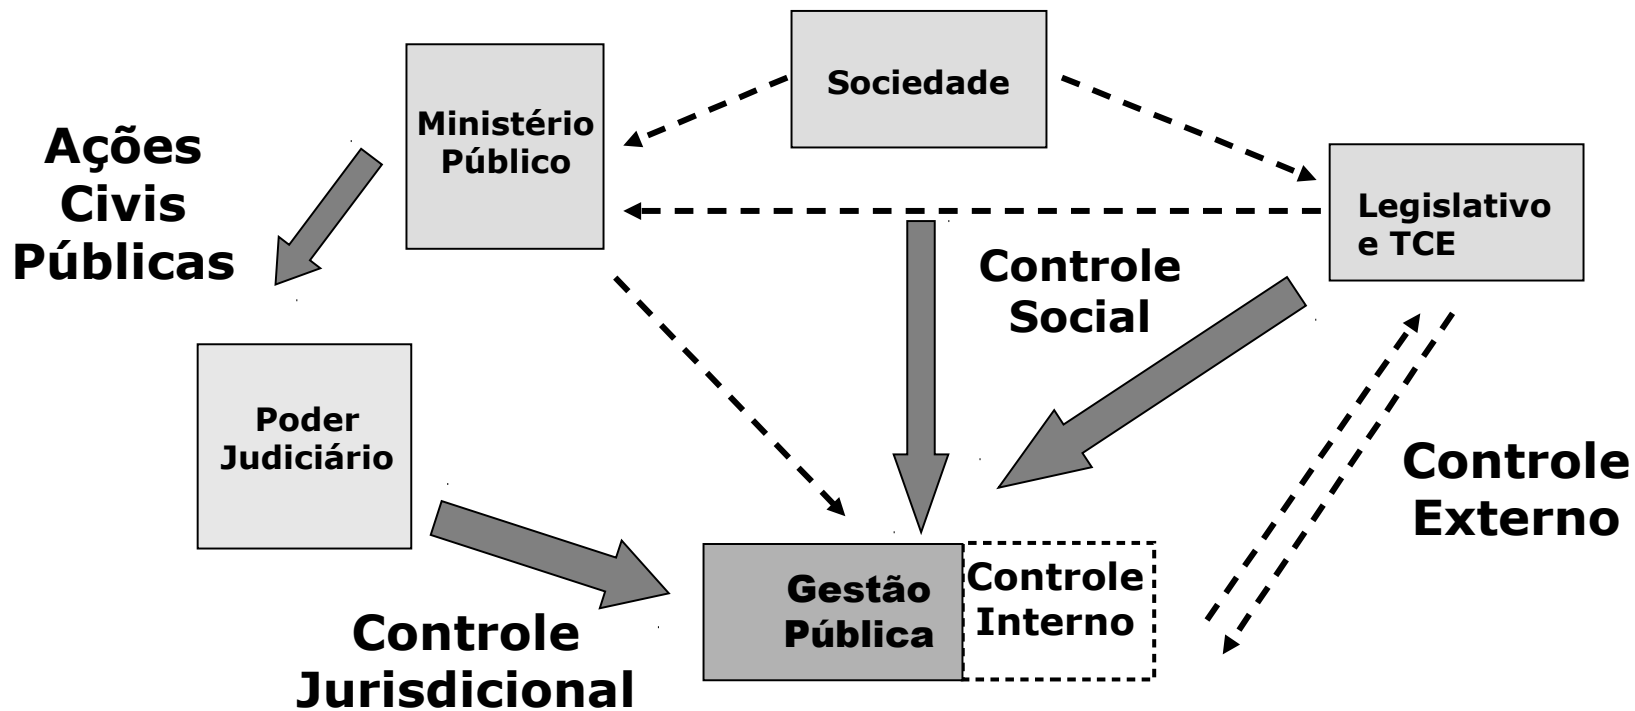 Sociedade
Ministério
Público
Ações
Civis
Públicas
Legislativo
e TCE
Controle
Social
Poder
Judiciário
Controle
Externo
Gestão
Pública
Controle
Interno
Controle
Jurisdicional